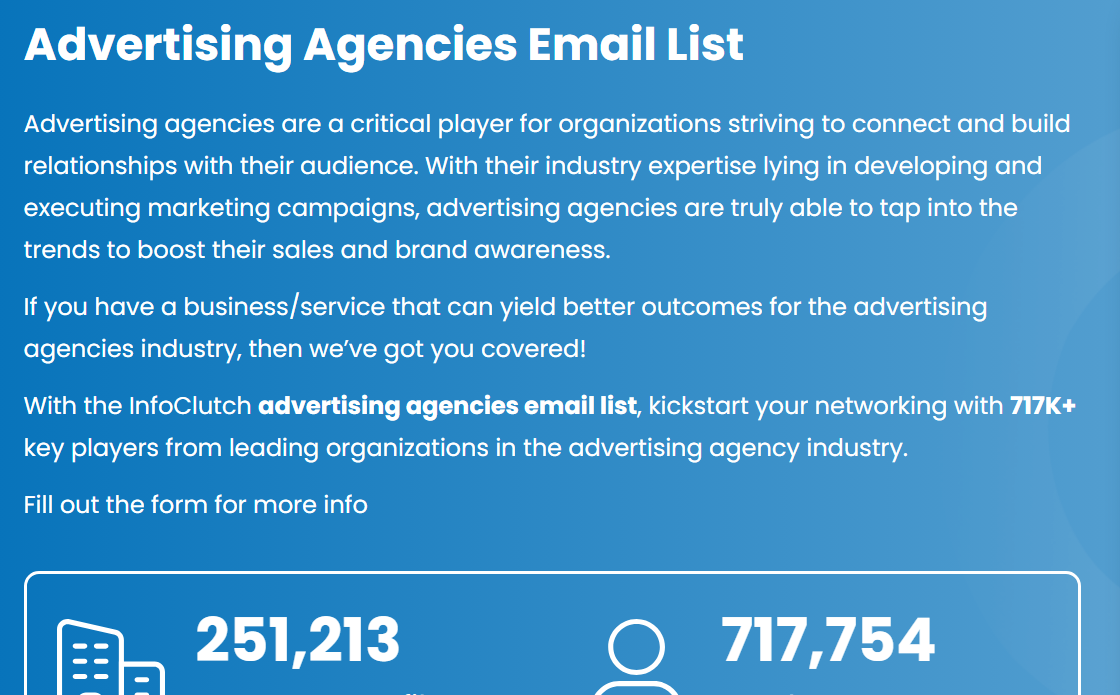 Advertising Agencies Email List
Advertising agencies are a critical player for organizations striving to connect and build
relationships with their audience. With their industry expertise lying in developing and
executing marketing campaigns, advertising agencies are truly able to tap into the
trends to boost their sales and brand awareness.
If you have a business/service that can yield better outcomes for the advertising
agencies industry, then we’ve got you covered!
With the InfoClutch advertising agencies email list, kickstart your networking with 717K+
key players from leading organizations in the advertising agency industry.
Fill out the form for more info
251,213
717,754